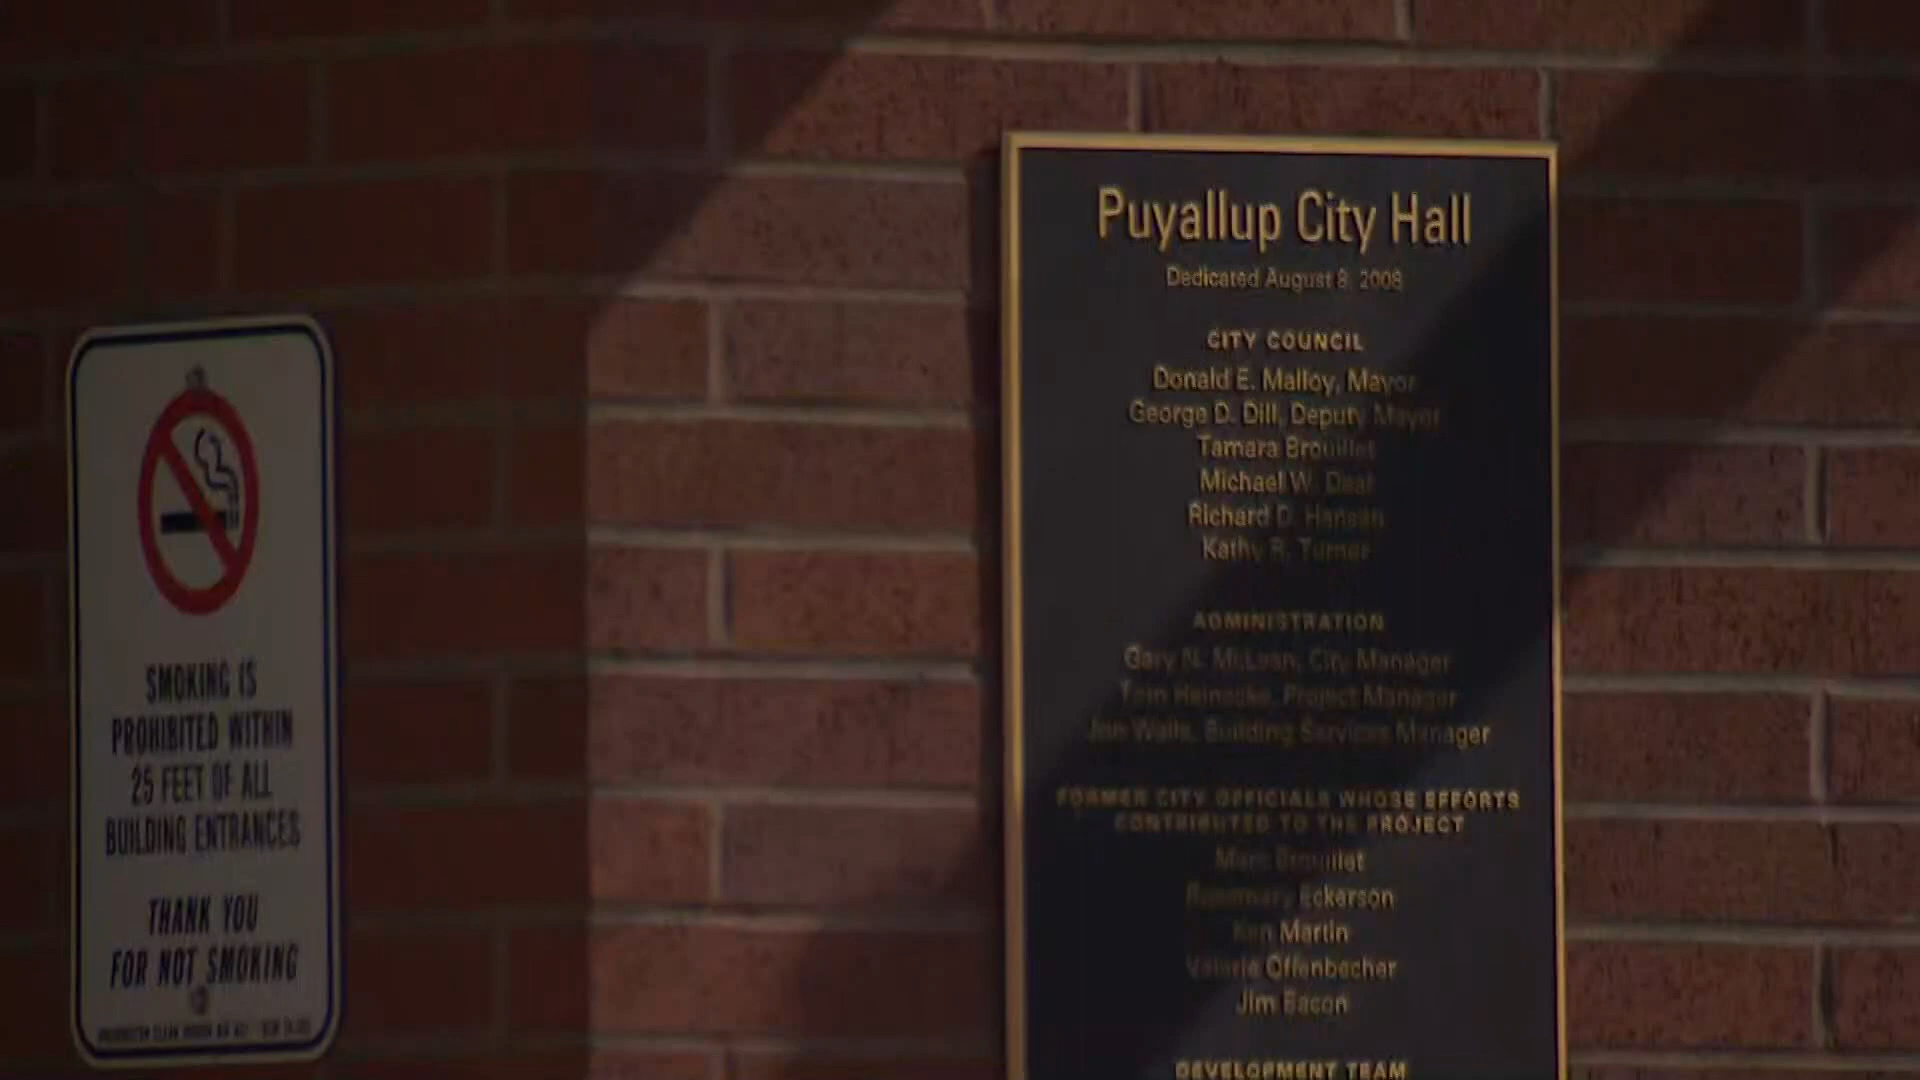 SMOKING IS
PROHIBITED WITHIN
25 FEET OF ALL
BUILDING ENTRANCES
THANK YOU
FOR NOT SMOKING
Puyallup City Hall
Dedicated August 8, 2008
CITY COUNCIL
Donald E. Malloy, Mayor
George D. Dill, Deputy Mayor
Tamara Brouillet
Michael W. Deal
Richard D. Hansen
Kathy R. Turner
ADMINISTRATION
Gary N. McLean, City Manager
Tom Heinecke, Project Manager
Walls, Building Services Manager
FORMER CITY OFFICIALS WHOSE EFFORTS
CONTRIBUTED TO THE PROJECT
Brouillet
Rosemary Eckerson
Ken Martin
Valerie Offenbacher
Jim Bacon
DEVELOPMENT TEAM